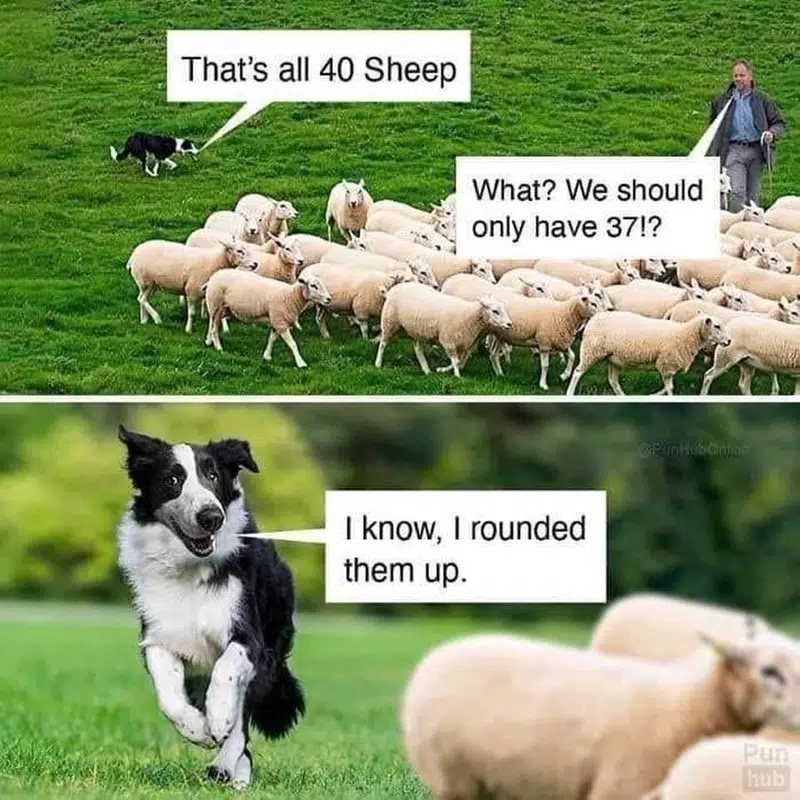 That's all 40 Sheep
What? We should
only have 37!?
I know, I rounded
them up.
Pun
hub